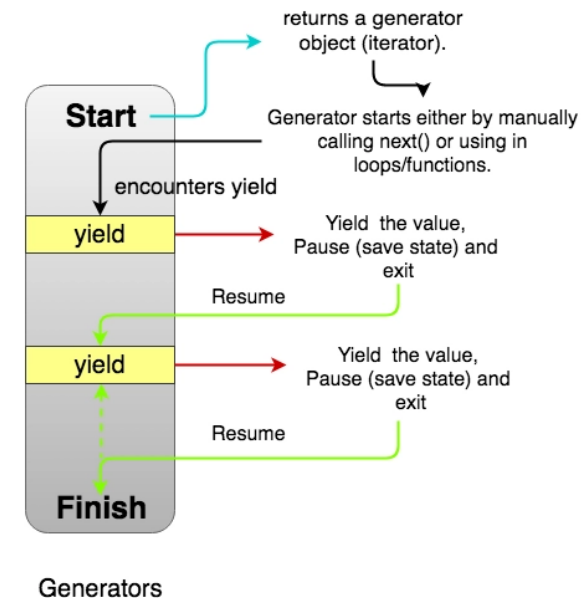 returns a generator
object (iterator).
Start
Generator starts either by manually
calling next() or using in
loops/functions.
encounters yield
yield
Yield the value,
Pause (save state) and
exit
Resume
yield
Yield the value,
Pause (save state) and
exit
Resume
Finish
Generators